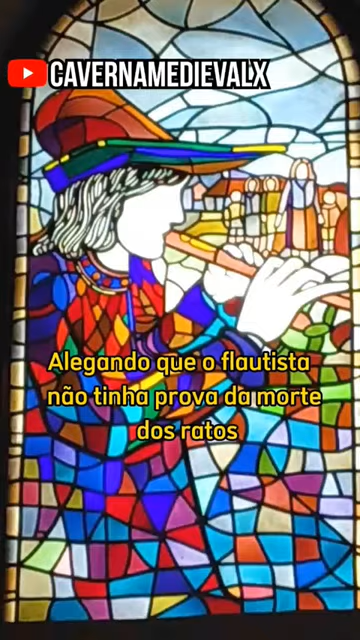 CAVERNAMEDIEVALX
Alegando que o flautista
não tinha prova da morte
dos ratos